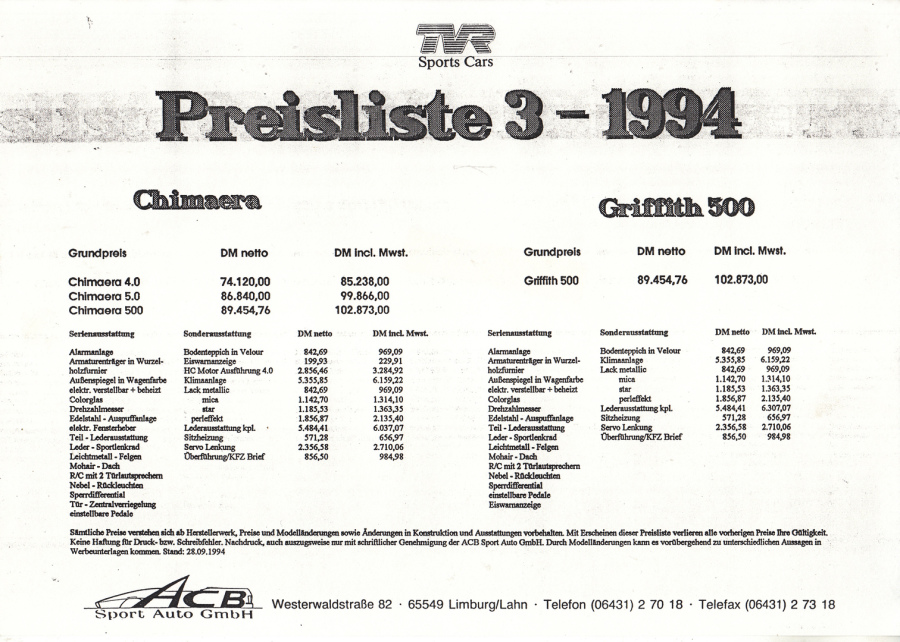 TVR
Sports Cars
Preisliste 3 – 1994
Chimaera
Grundpreis DM netto DM incl. Mwst.
Chimaera 4.0 74.120,00 85.238,00
Chimaera 5.0 86.840,00 99.866,00
Chimaera 500 89.454,76 102.873,00
Serienausstattung Sonderausstattung DM netto DM incl. Mwst.
Alarmanlage Bodenteppich in Velour 842,69 969,09
Armaturenträger in Wurzel- Eiswarnanzeige 199,93 229,91
holzfurnier HC Motor Ausführung 4.0 2.856,46 3.284,92
Außenspiegel in Wagenfarbe Klimaanlage 5.355,85 6.159,22
elektr. verstellbar + beheizt Lack metallic 842,69 969,09
Colorglas mica 1.142,70 1.314,10
Drehzahlmesser star 1.185,53 1.363,35
Edelstahl - Auspuffanlage perleffekt 1.856,87 2.135,40
elektr. Fensterheber Lederausstattung kpl. 5.484,41 6.037,07
Teil - Lederausstattung Sitzheizung 571,28 656,97
Leder - Sportlenkrad Servo Lenkung 2.356,58 2.710,06
Leichtmetall - Felgen Überführung/KFZ Brief 856,50 984,98
Mohair - Dach
R/C mit 2 Türlautsprechern
Nebel - Rückleuchten
Sperrdifferential
Tür - Zentralverriegelung
einstellbare Pedale
Griffith 500
Grundpreis DM netto DM incl. Mwst.
Griffith 500 89.454,76 102.873,00
Serienausstattung Sonderausstattung DM netto DM incl. Mwst.
Alarmanlage Bodenteppich in Velour 842,69 969,09
Armaturenträger in Wurzel- Klimaanlage 5.355,85 6.159,22
holzfurnier Lack metallic 842,69 969,09
Außenspiegel in Wagenfarbe mica 1.142,70 1.314,10
elektr. verstellbar + beheizt star 1.185,53 1.363,35
Colorglas perleffekt 1.856,87 2.135,40
Drehzahlmesser Lederausstattung kpl. 5.484,41 6.307,07
Edelstahl - Auspuffanlage Sitzheizung 571,28 656,97
Teil - Lederausstattung Servo Lenkung 2.356,58 2.710,06
Leder - Sportlenkrad Überführung/KFZ Brief 856,50 984,98
Leichtmetall - Felgen
Mohair - Dach
R/C mit 2 Türlautsprechern
Nebel - Rückleuchten
Sperrdifferential
einstellbare Pedale
Eiswarnanzeige
Sämtliche Preise verstehen sich ab Herstellerwerk, Preise und Modelländerungen sowie Änderungen in Konstruktion und Ausstattungen vorbehalten. Mit Erscheinen dieser Preisliste verlieren alle vorherigen Preise Ihre Gültigkeit.
Keine Haftung für Druck- bzw. Schreibfehler. Nachdruck, auch auszugsweise nur mit schriftlicher Genehmigung der ACB Sport Auto GmbH. Durch Modelländerungen kann es vorübergehend zu unterschiedlichen Aussagen in
Werbeunterlagen kommen. Stand: 28.09.1994
ACB
Sport Auto GmbH
Westerwaldstraße 82 · 65549 Limburg/Lahn · Telefon (06431) 2 70 18 · Telefax (06431) 2 73 18